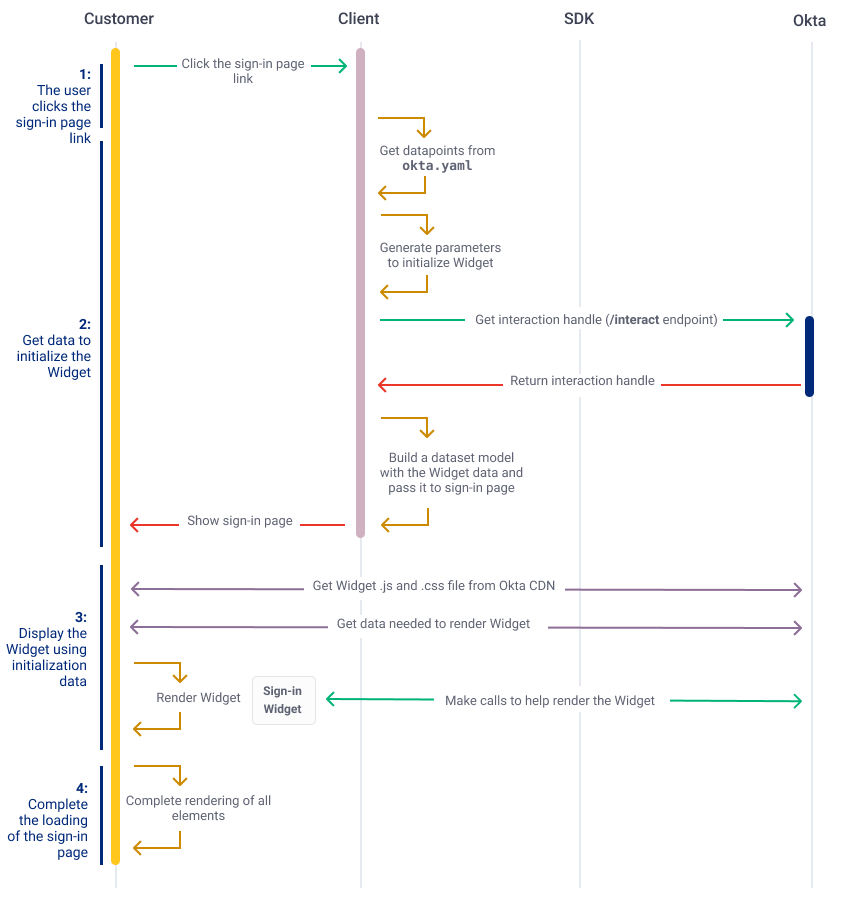 Customer
Client
SDK
Okta
1:
The user
clicks the
sign-in page
link
Click the sign-in page
link
Get datapoints from
okta.yaml
Generate parameters
to initialize Widget
2:
Get data to
initialize the
Widget
Get interaction handle (/interact endpoint)
Return interaction handle
Build a dataset model
with the Widget data and
pass it to sign-in page
Show sign-in page
3:
Display the
Widget using
initialization
data
Get Widget .js and .css file from Okta CDN
Get data needed to render Widget
Render Widget
Sign-in
Widget
Make calls to help render the Widget
4:
Complete
the loading
of the sign-in
page
Complete rendering of all
elements